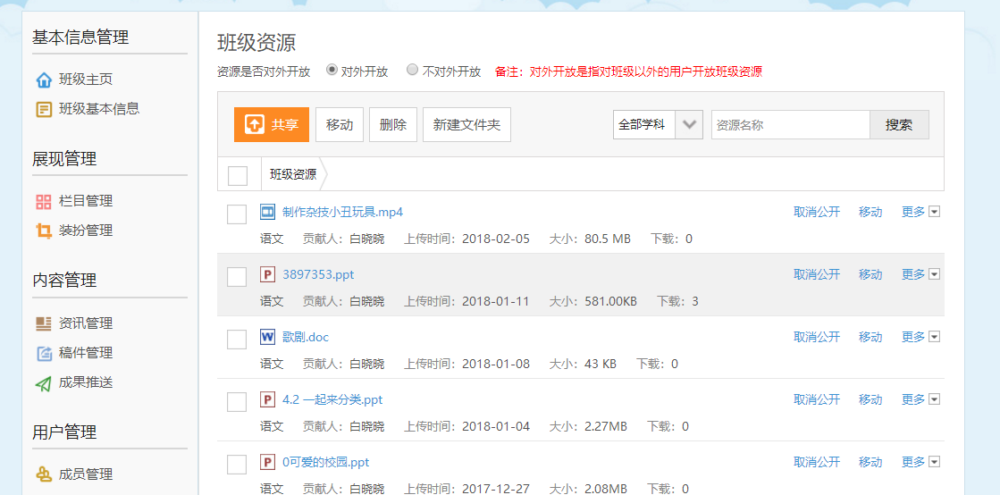 基本信息管理
班级主页
班级基本信息
展现管理
栏目管理
装扮管理
内容管理
资讯管理
稿件管理
成果推送
用户管理
成员管理
班级资源
资源是否对外开放 对外开放 不对外开放 备注：对外开放是指对班级以外的用户开放班级资源
共享 移动 删除 新建文件夹 全部学科 资源名称 搜索
班级资源
制作杂技小丑玩具.mp4 取消公开 移动 更多
语文 贡献人：白晓晓 上传时间：2018-02-05 大小：80.5 MB 下载：0
3897353.ppt 取消公开 移动 更多
语文 贡献人：白晓晓 上传时间：2018-01-11 大小：581.00KB 下载：3
歌剧.doc 取消公开 移动 更多
语文 贡献人：白晓晓 上传时间：2018-01-08 大小：43 KB 下载：0
4.2 一起来分类.ppt 取消公开 移动 更多
语文 贡献人：白晓晓 上传时间：2018-01-04 大小：2.27MB 下载：0
0可爱的校园.ppt 取消公开 移动 更多
语文 贡献人：白晓晓 上传时间：2017-12-27 大小：2.08MB 下载：0